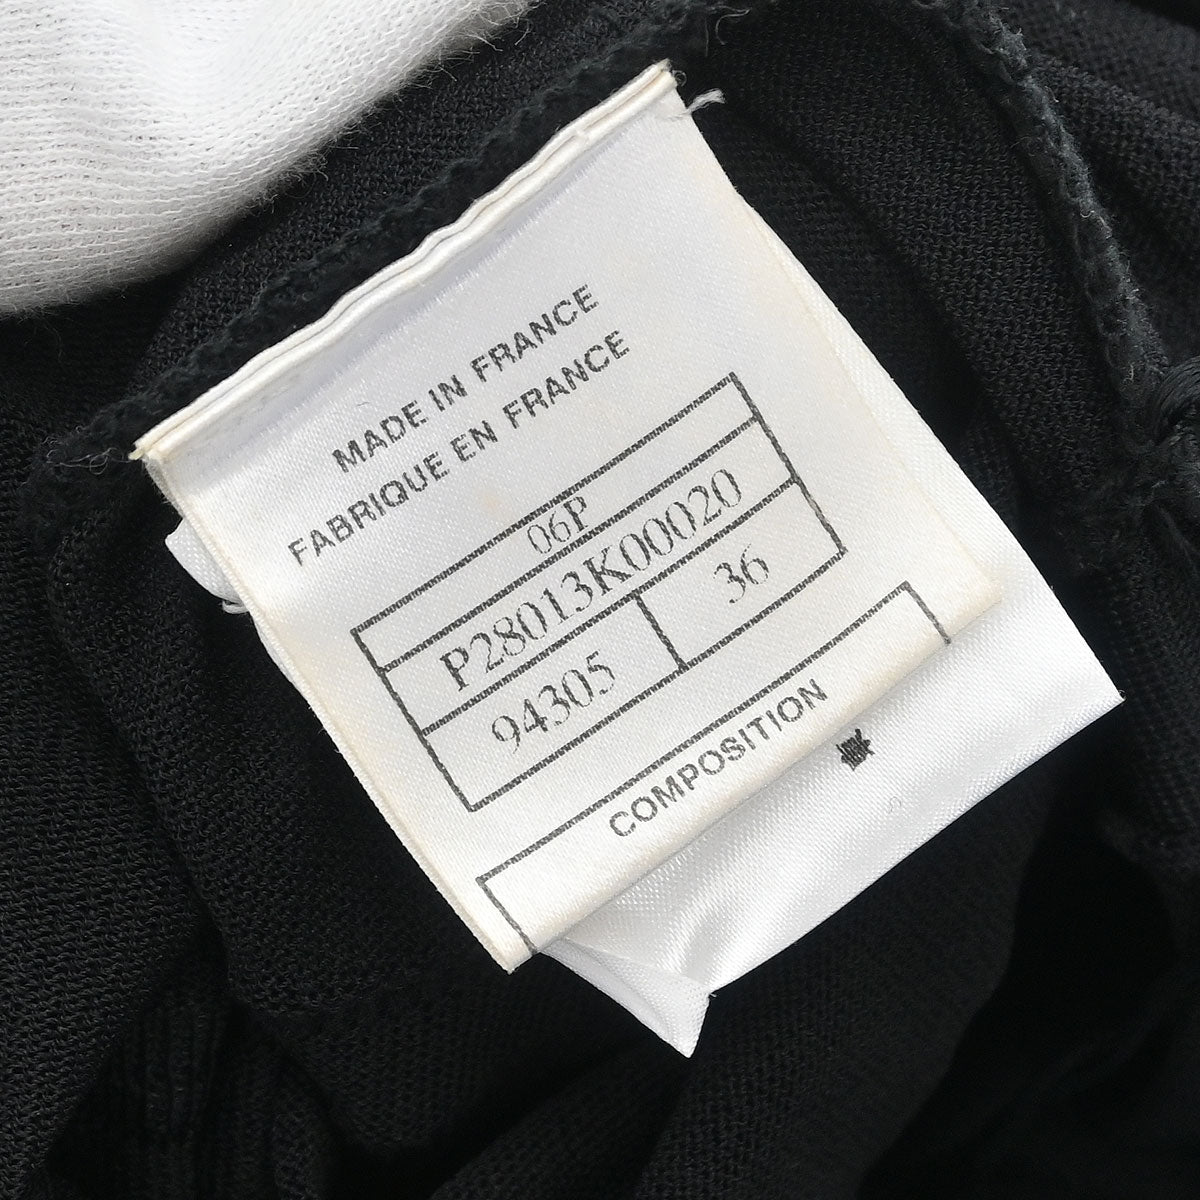 MADE IN FRANCE
FABRIQUE EN FRANCE
06P
P28013K00020
94305 36
COMPOSITION